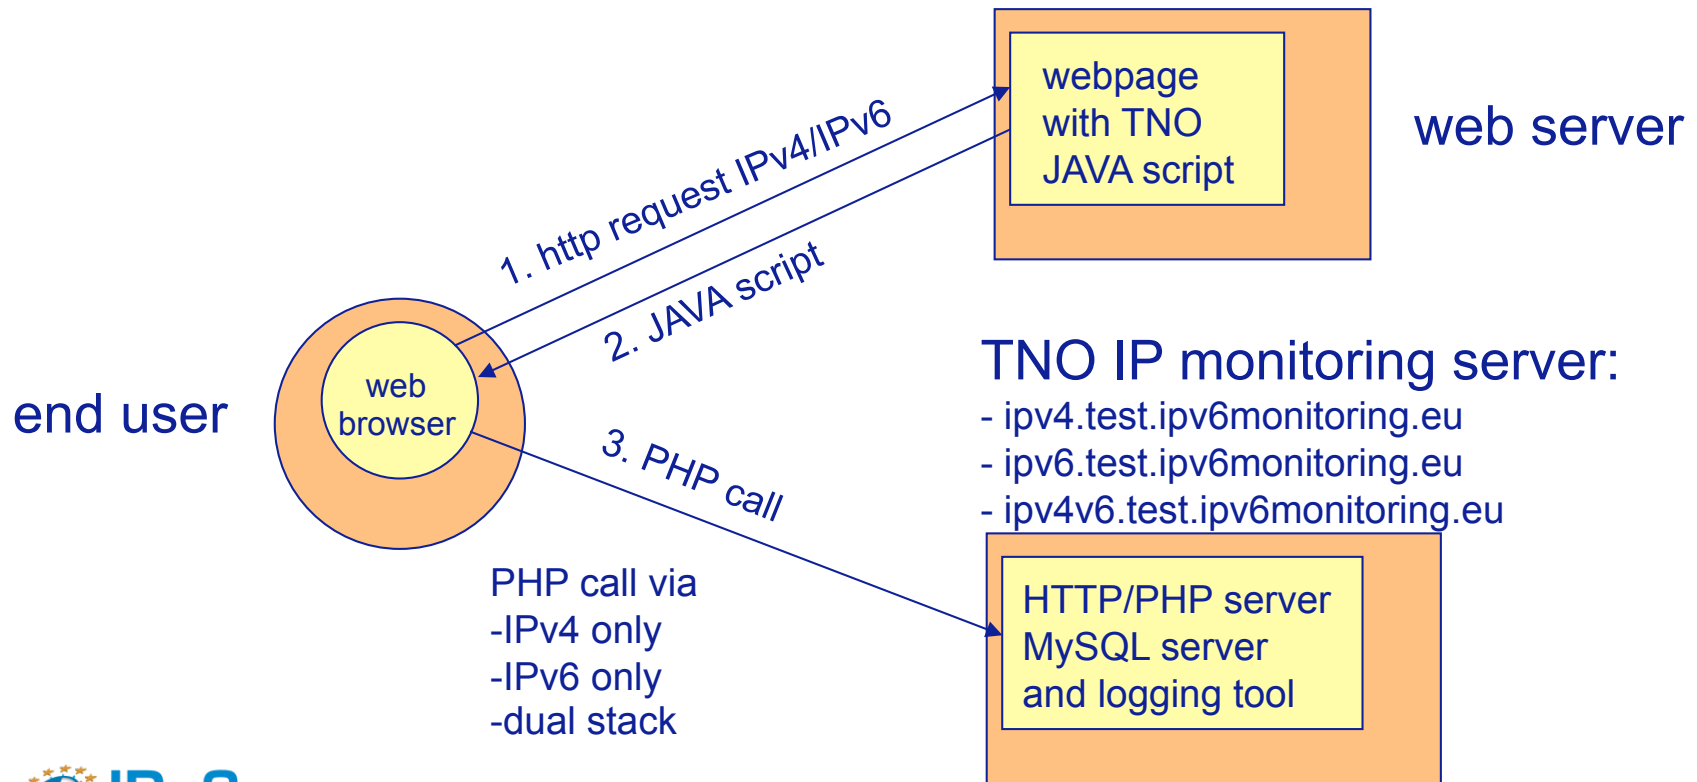 webpage
with TNO
JAVA script
web server
1. http request IPv4/IPv6
2. JAVA script
end user
web
browser
3. PHP call
TNO IP monitoring server:
- ipv4.test.ipv6monitoring.eu
- ipv6.test.ipv6monitoring.eu
- ipv4v6.test.ipv6monitoring.eu
PHP call via
-IPv4 only
-IPv6 only
-dual stack
HTTP/PHP server
MySQL server
and logging tool